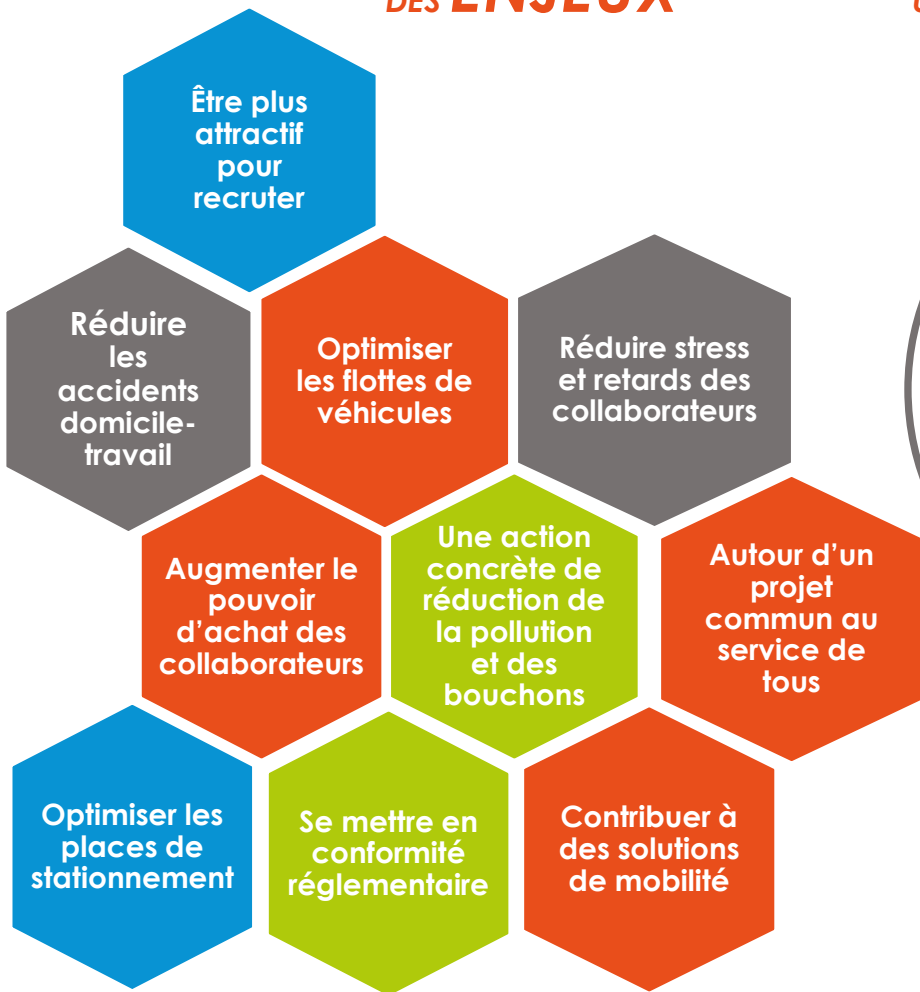 DES ENJEUX
Être plus
attractif
pour
recruter
Réduire
les
accidents
domicile-
travail
Optimiser
les flottes de
véhicules
Réduire stress
et retards des
collaborateurs
Augmenter le
pouvoir
d’achat des
collaborateurs
Une action
concrète de
réduction de
la pollution
et des
bouchons
Autour d’un
projet
commun au
service de
tous
Optimiser les
places de
stationnement
Se mettre en
conformité
réglementaire
Contribuer à
des solutions
de mobilité